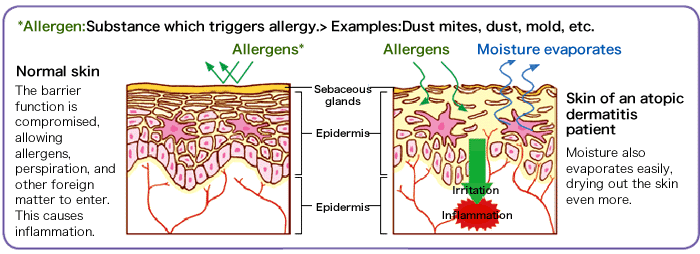 *Allergen:Substance which triggers allergy.> Examples:Dust mites, dust, mold, etc.
Allergens*
Allergens
Moisture evaporates
Normal skin
The barrier
function is
compromised,
allowing
allergens,
perspiration, and
other foreign
matter to enter.
This causes
inflammation.
Sebaceous
glands
Epidermis
Epidermis
Irritation
Inflammation
Skin of an atopic
dermatitis
patient
Moisture also
evaporates easily,
drying out the skin
even more.